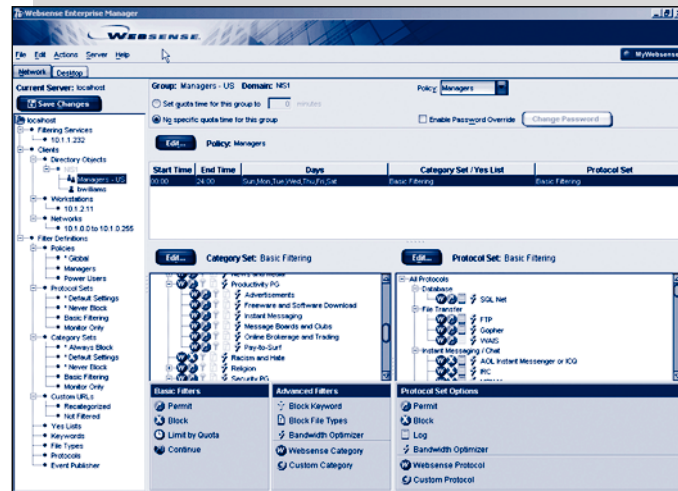 Websense Enterprise Manager
WEBSENSE.
File Edit Actions Server Help
MyWebsense
Network Desktop
Current Server: localhost
Save Changes
localhost
Filtering Services
10.1.1.232
Clients
Directory Objects
NIS1
Managers - US
bwilliams
Workstations
10.1.2.11
Networks
10.1.0.0 to 10.1.0.255
Filter Definitions
Policies
* Global
Managers
Power Users
Protocol Sets
* Default Settings
* Never Block
Basic Filtering
Monitor Only
Category Sets
* Always Block
* Default Settings
* Never Block
Basic Filtering
Monitor Only
Custom URLs
Recategorized
Not Filtered
Yes Lists
Keywords
File Types
Protocols
Event Publisher
Group: Managers - US Domain: NIS1
Policy: Managers
Set quota time for this group to 0 minutes
No specific quota time for this group
Enable Password Override Change Password
Edit... Policy: Managers
Start Time End Time Days Category Set / Yes List Protocol Set
00:00 24:00 Sun,Mon,Tue,Wed,Thu,Fri,Sat Basic Filtering Basic Filtering
Edit... Category Set: Basic Filtering
News and Media
Productivity PG
Advertisements
Freeware and Software Download
Instant Messaging
Message Boards and Clubs
Online Brokerage and Trading
Pay-to-Surf
Racism and Hate
Religion
Security PG
Edit... Protocol Set: Basic Filtering
All Protocols
Database
SQL Net
File Transfer
FTP
Gopher
WAIS
Instant Messaging / Chat
AOL Instant Messenger or ICQ
IRC
Basic Filters
Permit
Block
Limit by Quota
Continue
Advanced Filters
Block Keyword
Block File Types
Bandwidth Optimizer
Websense Category
Custom Category
Protocol Set Options
Permit
Block
Log
Bandwidth Optimizer
Websense Protocol
Custom Protocol